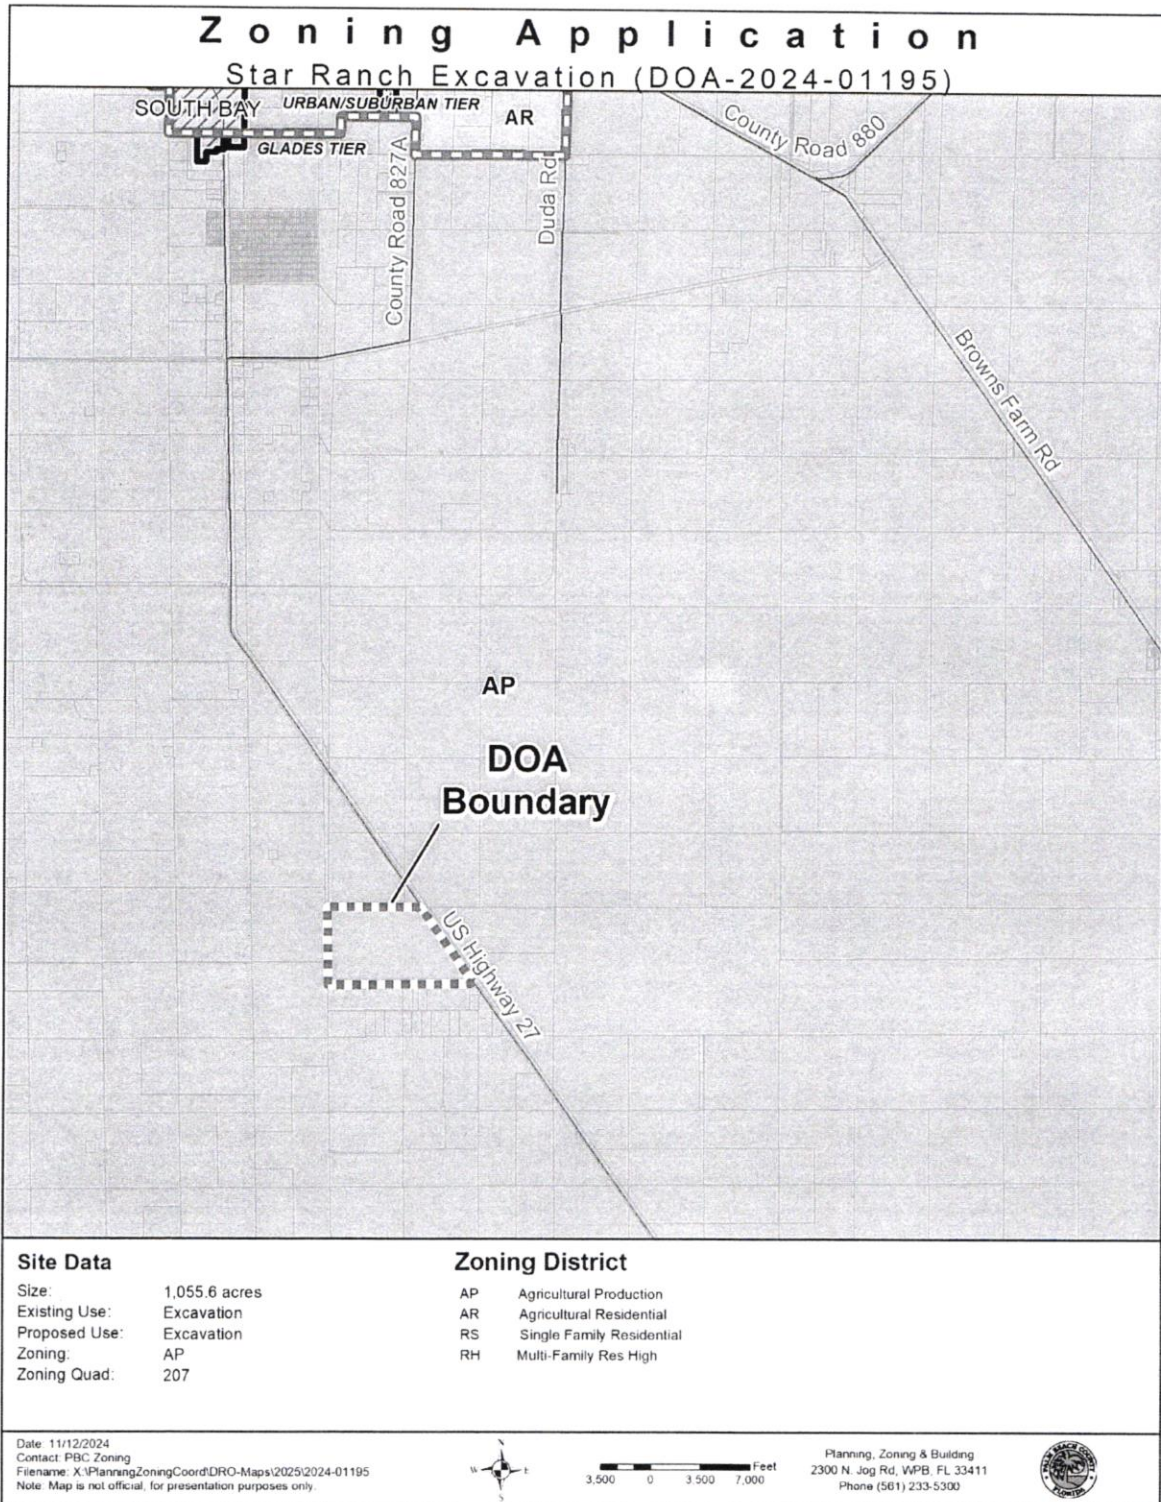 Zoning Application
Star Ranch Excavation (DOA-2024-01195)
SOUTH BAY
URBAN/SUBURBAN TIER
AR
GLADES TIER
County Road 827A
Duda Rd
County Road 880
Browns Farm Rd
AP
DOA
Boundary
US Highway 27
Site Data
Size: 1,055.6 acres
Existing Use: Excavation
Proposed Use: Excavation
Zoning: AP
Zoning Quad: 207
Zoning District
AP Agricultural Production
AR Agricultural Residential
RS Single Family Residential
RH Multi-Family Res High
Date: 11/12/2024
Contact: PBC Zoning
Filename: X:\PlanningZoningCoord\DRO-Maps\2025\2024-01195
Note: Map is not official, for presentation purposes only.
N
W E
S
Feet
3,500 0 3,500 7,000
Planning, Zoning & Building
2300 N. Jog Rd, WPB, FL 33411
Phone (561) 233-5300
PALM BEACH COUNTY
FLORIDA